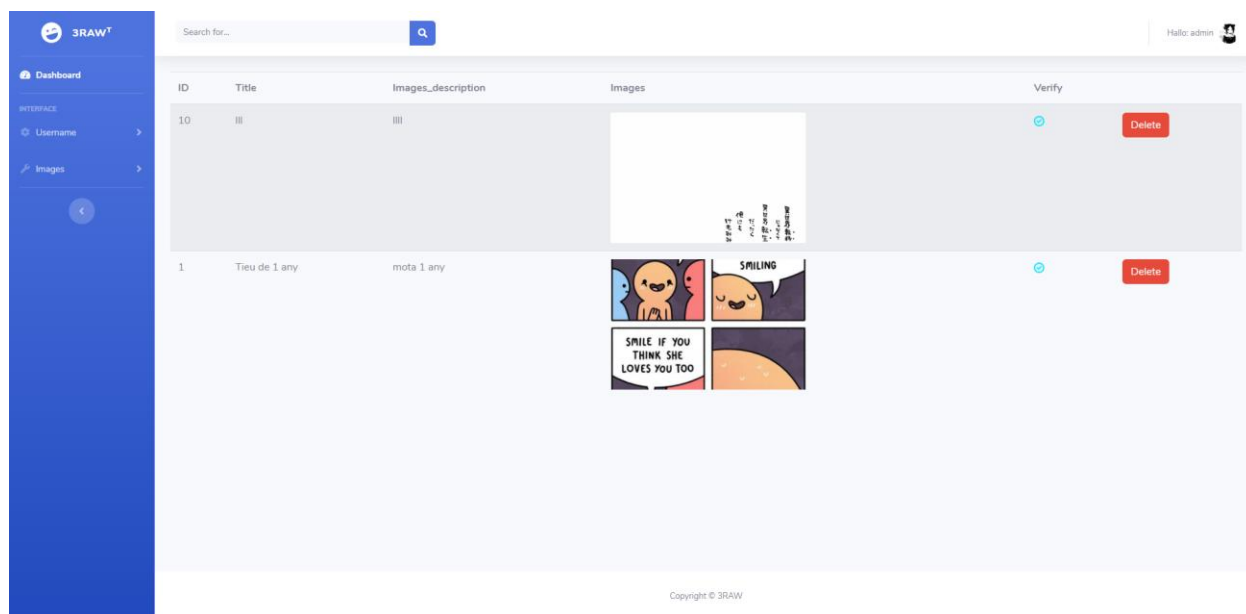 3RAWᵀ
Search for...
Hallo: admin
Dashboard
INTERFACE
Username
Images
ID Title Images_description Images Verify
10 lll llll Delete
1 Tieu de 1 any mota 1 any Delete
SMILING
SMILE IF YOU
THINK SHE
LOVES YOU TOO
Copyright © 3RAW